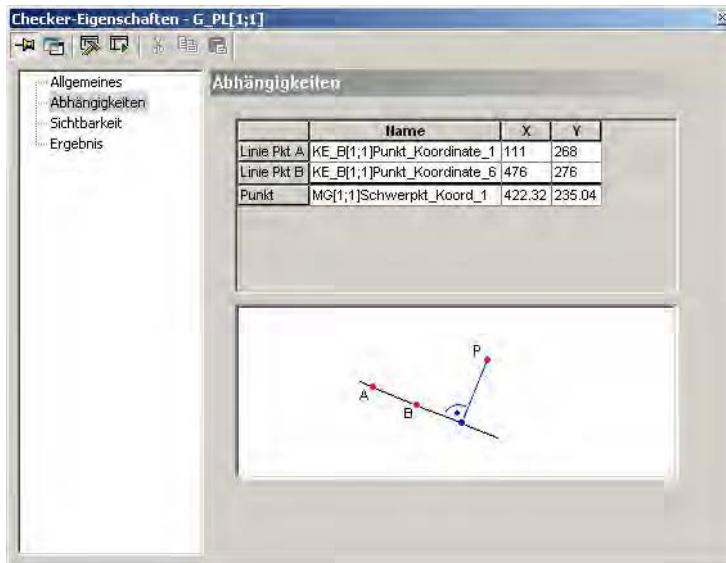 Checker-Eigenschaften - G_PL[1;1]
Allgemeines
Abhängigkeiten
Sichtbarkeit
Ergebnis
Abhängigkeiten
Name X Y
Linie Pkt A KE_B[1;1]Punkt_Koordinate_1 111 268
Linie Pkt B KE_B[1;1]Punkt_Koordinate_6 476 276
Punkt MG[1;1]Schwerpkt_Koord_1 422.32 235.04
P
A
B